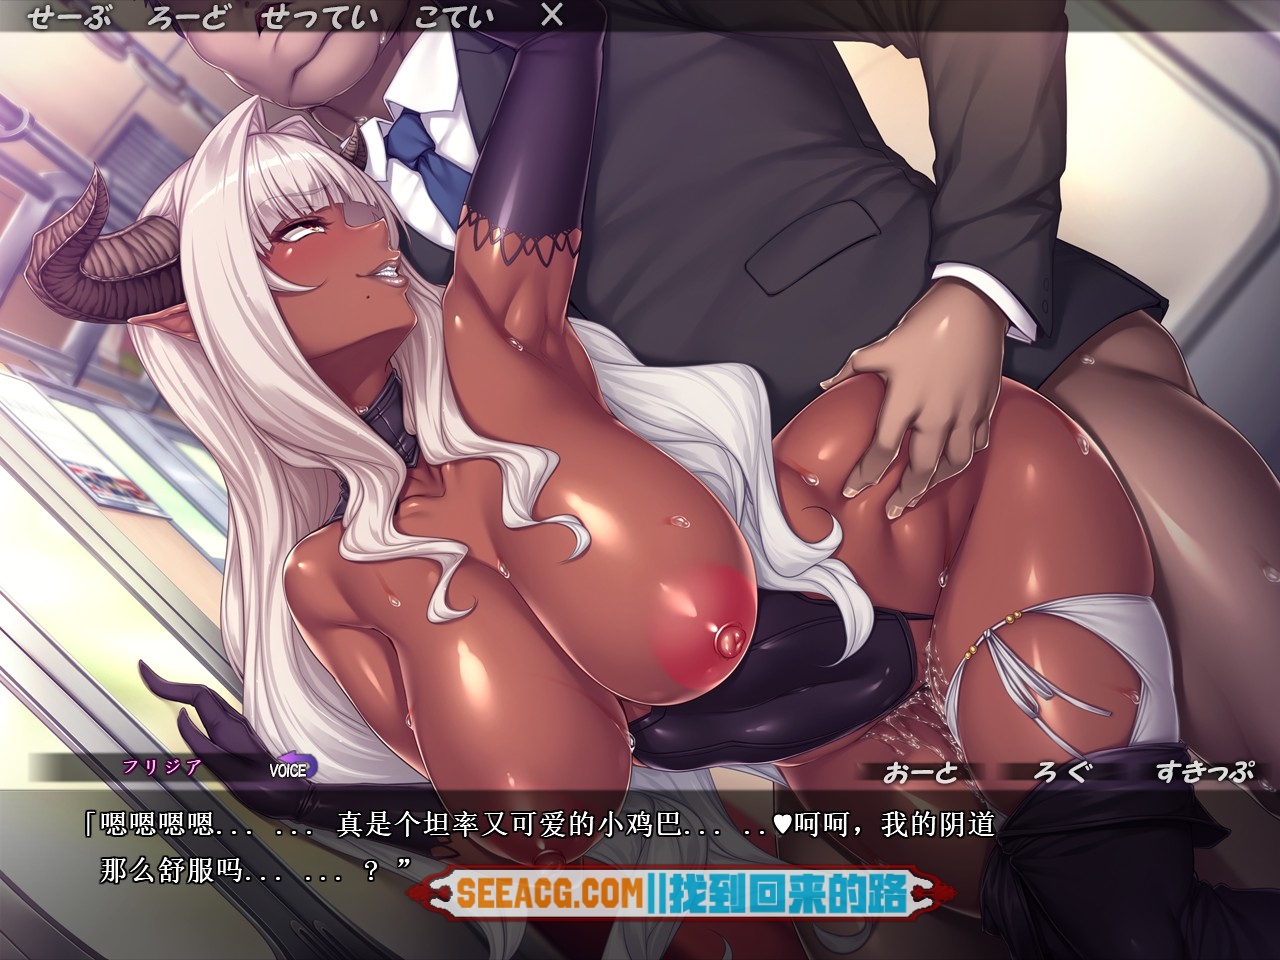 せーぶ ろーど せってい こてい ×
フリジア VOICE おーと ろぐ すきっぷ
「嗯嗯嗯嗯... ... 真是个坦率又可爱的小鸡巴... ..♥呵呵，我的阴道
那么舒服吗... ... ? ”
SEEACG.COM||找到回来的路